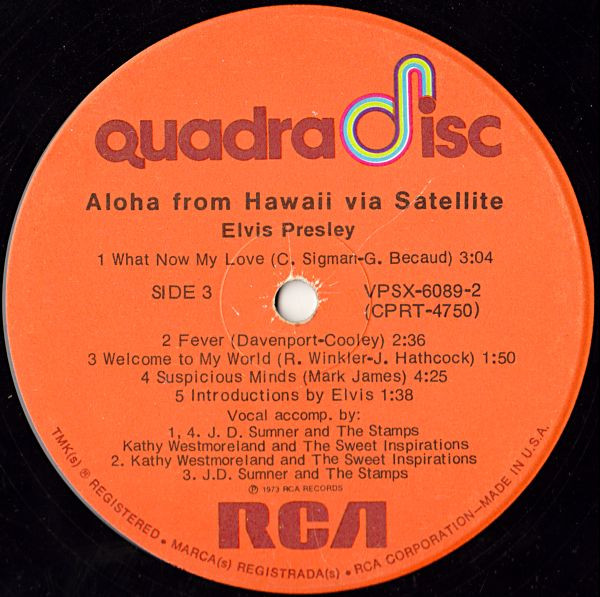 quadradisc
Aloha from Hawaii via Satellite
Elvis Presley
1 What Now My Love (C. Sigman-G. Becaud) 3:04
SIDE 3
VPSX-6089-2
(CPRT-4750)
2 Fever (Davenport-Cooley) 2:36
3 Welcome to My World (R. Winkler-J. Hathcock) 1:50
4 Suspicious Minds (Mark James) 4:25
5 Introductions by Elvis 1:38
Vocal accomp. by:
1, 4. J. D. Sumner and The Stamps
Kathy Westmoreland and The Sweet Inspirations
2. Kathy Westmoreland and The Sweet Inspirations
3. J.D. Sumner and The Stamps
℗ 1973 RCA RECORDS
RCA
TMK(s) ® REGISTERED • MARCA(s) REGISTRADA(s) • RCA CORPORATION—MADE IN U.S.A.